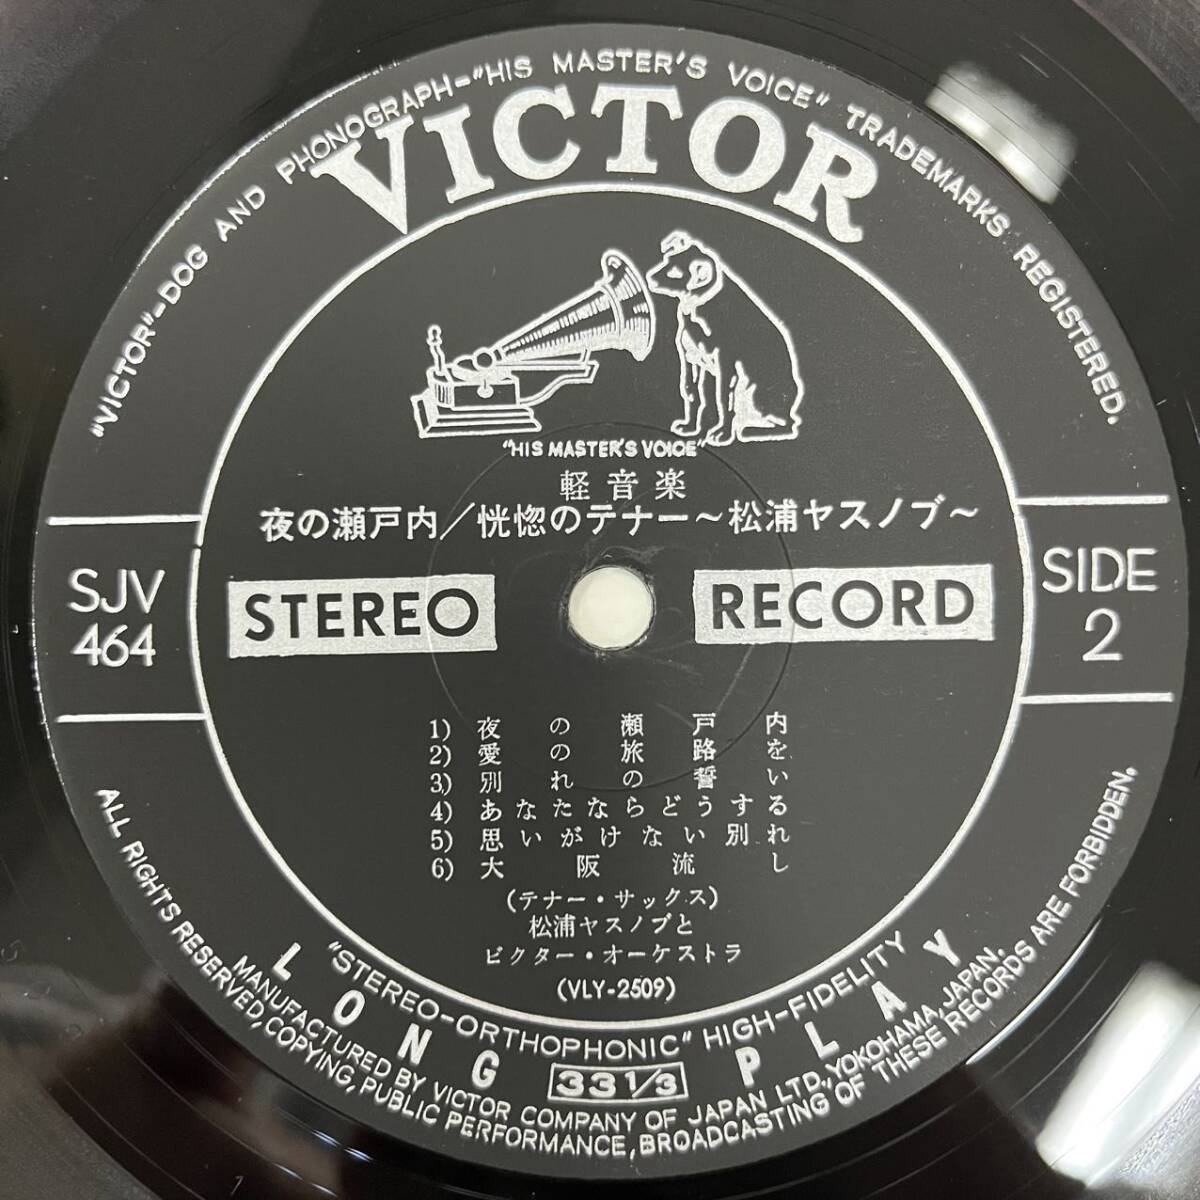 "VICTOR"-DOG AND PHONOGRAPH-"HIS MASTER'S VOICE" TRADEMARKS REGISTERED.
VICTOR
"HIS MASTER'S VOICE"
軽音楽
夜の瀬戸内/恍惚のテナー～松浦ヤスノブ～
SJV
464
STEREO
RECORD
SIDE
2
1) 夜の瀬戸内
2) 愛の旅路を
3) 別れの誓い
4) あなたならどうする
5) 思いがけない別れ
6) 大阪流し
(テナー・サックス)
松浦ヤスノブと
ビクター・オーケストラ
(VLY-2509)
"STEREO-ORTHOPHONIC" HIGH-FIDELITY
LONG PLAY
33 1/3
MANUFACTURED BY VICTOR COMPANY OF JAPAN LTD., YOKOHAMA, JAPAN.
ALL RIGHTS RESERVED, COPYING, PUBLIC PERFORMANCE, BROADCASTING OF THESE RECORDS ARE FORBIDDEN.